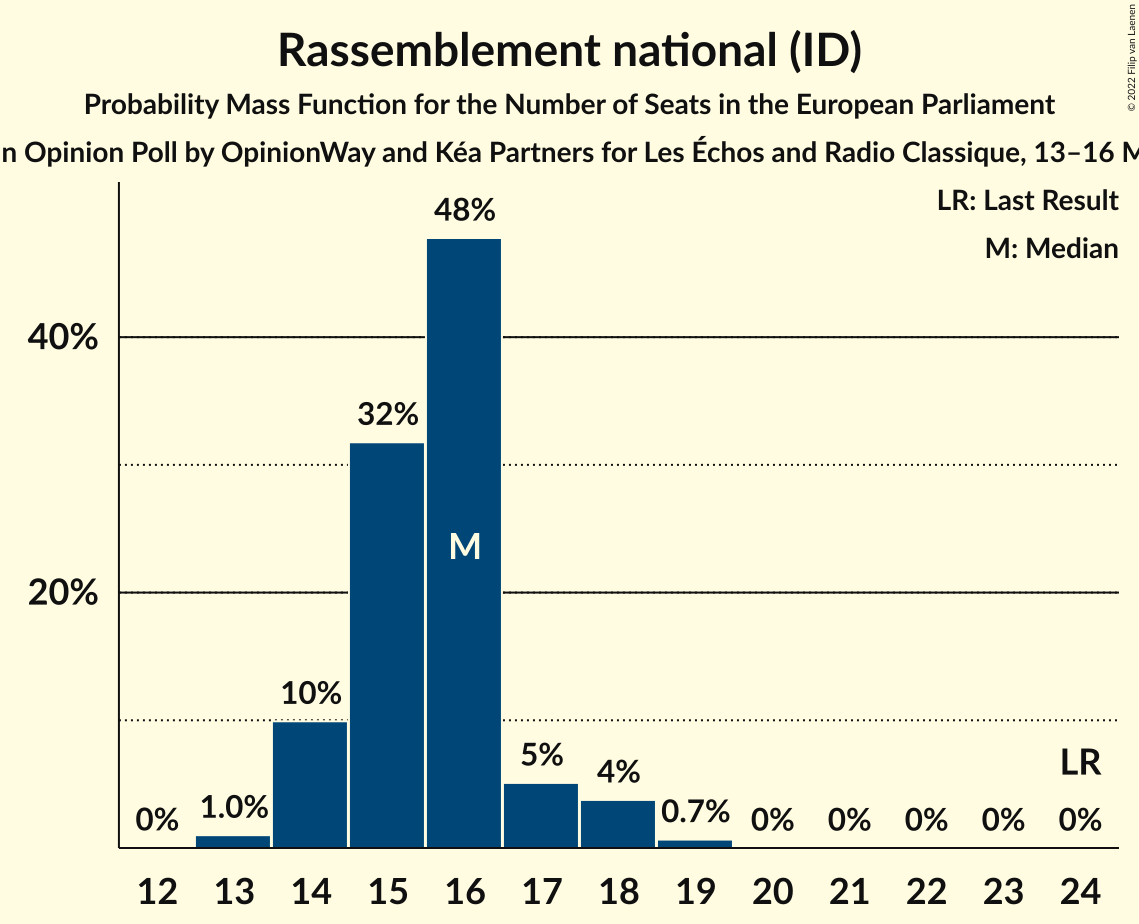 Rassemblement national (ID)
Probability Mass Function for the Number of Seats in the European Parliament
n Opinion Poll by OpinionWay and Kéa Partners for Les Échos and Radio Classique, 13–16 M
© 2022 Filip van Laenen
LR: Last Result
M: Median
48%
40%
32%
M
20%
10%
5%
4%
LR
0%
1.0%
0.7%
0%
0%
0%
0%
0%
12 13 14 15 16 17 18 19 20 21 22 23 24